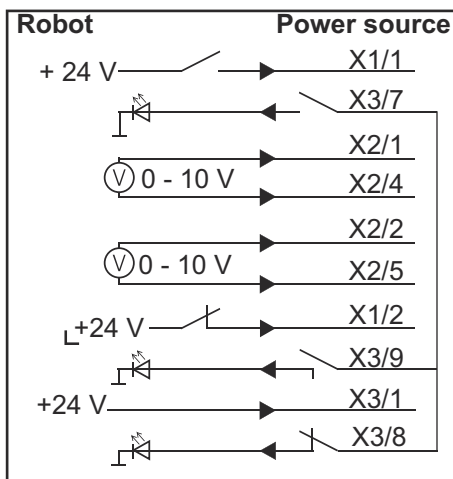 Robot Power source
+ 24 V X1/1
X3/7
X2/1
V 0 - 10 V X2/4
X2/2
V 0 - 10 V X2/5
+24 V X1/2
X3/9
+24 V X3/1
X3/8